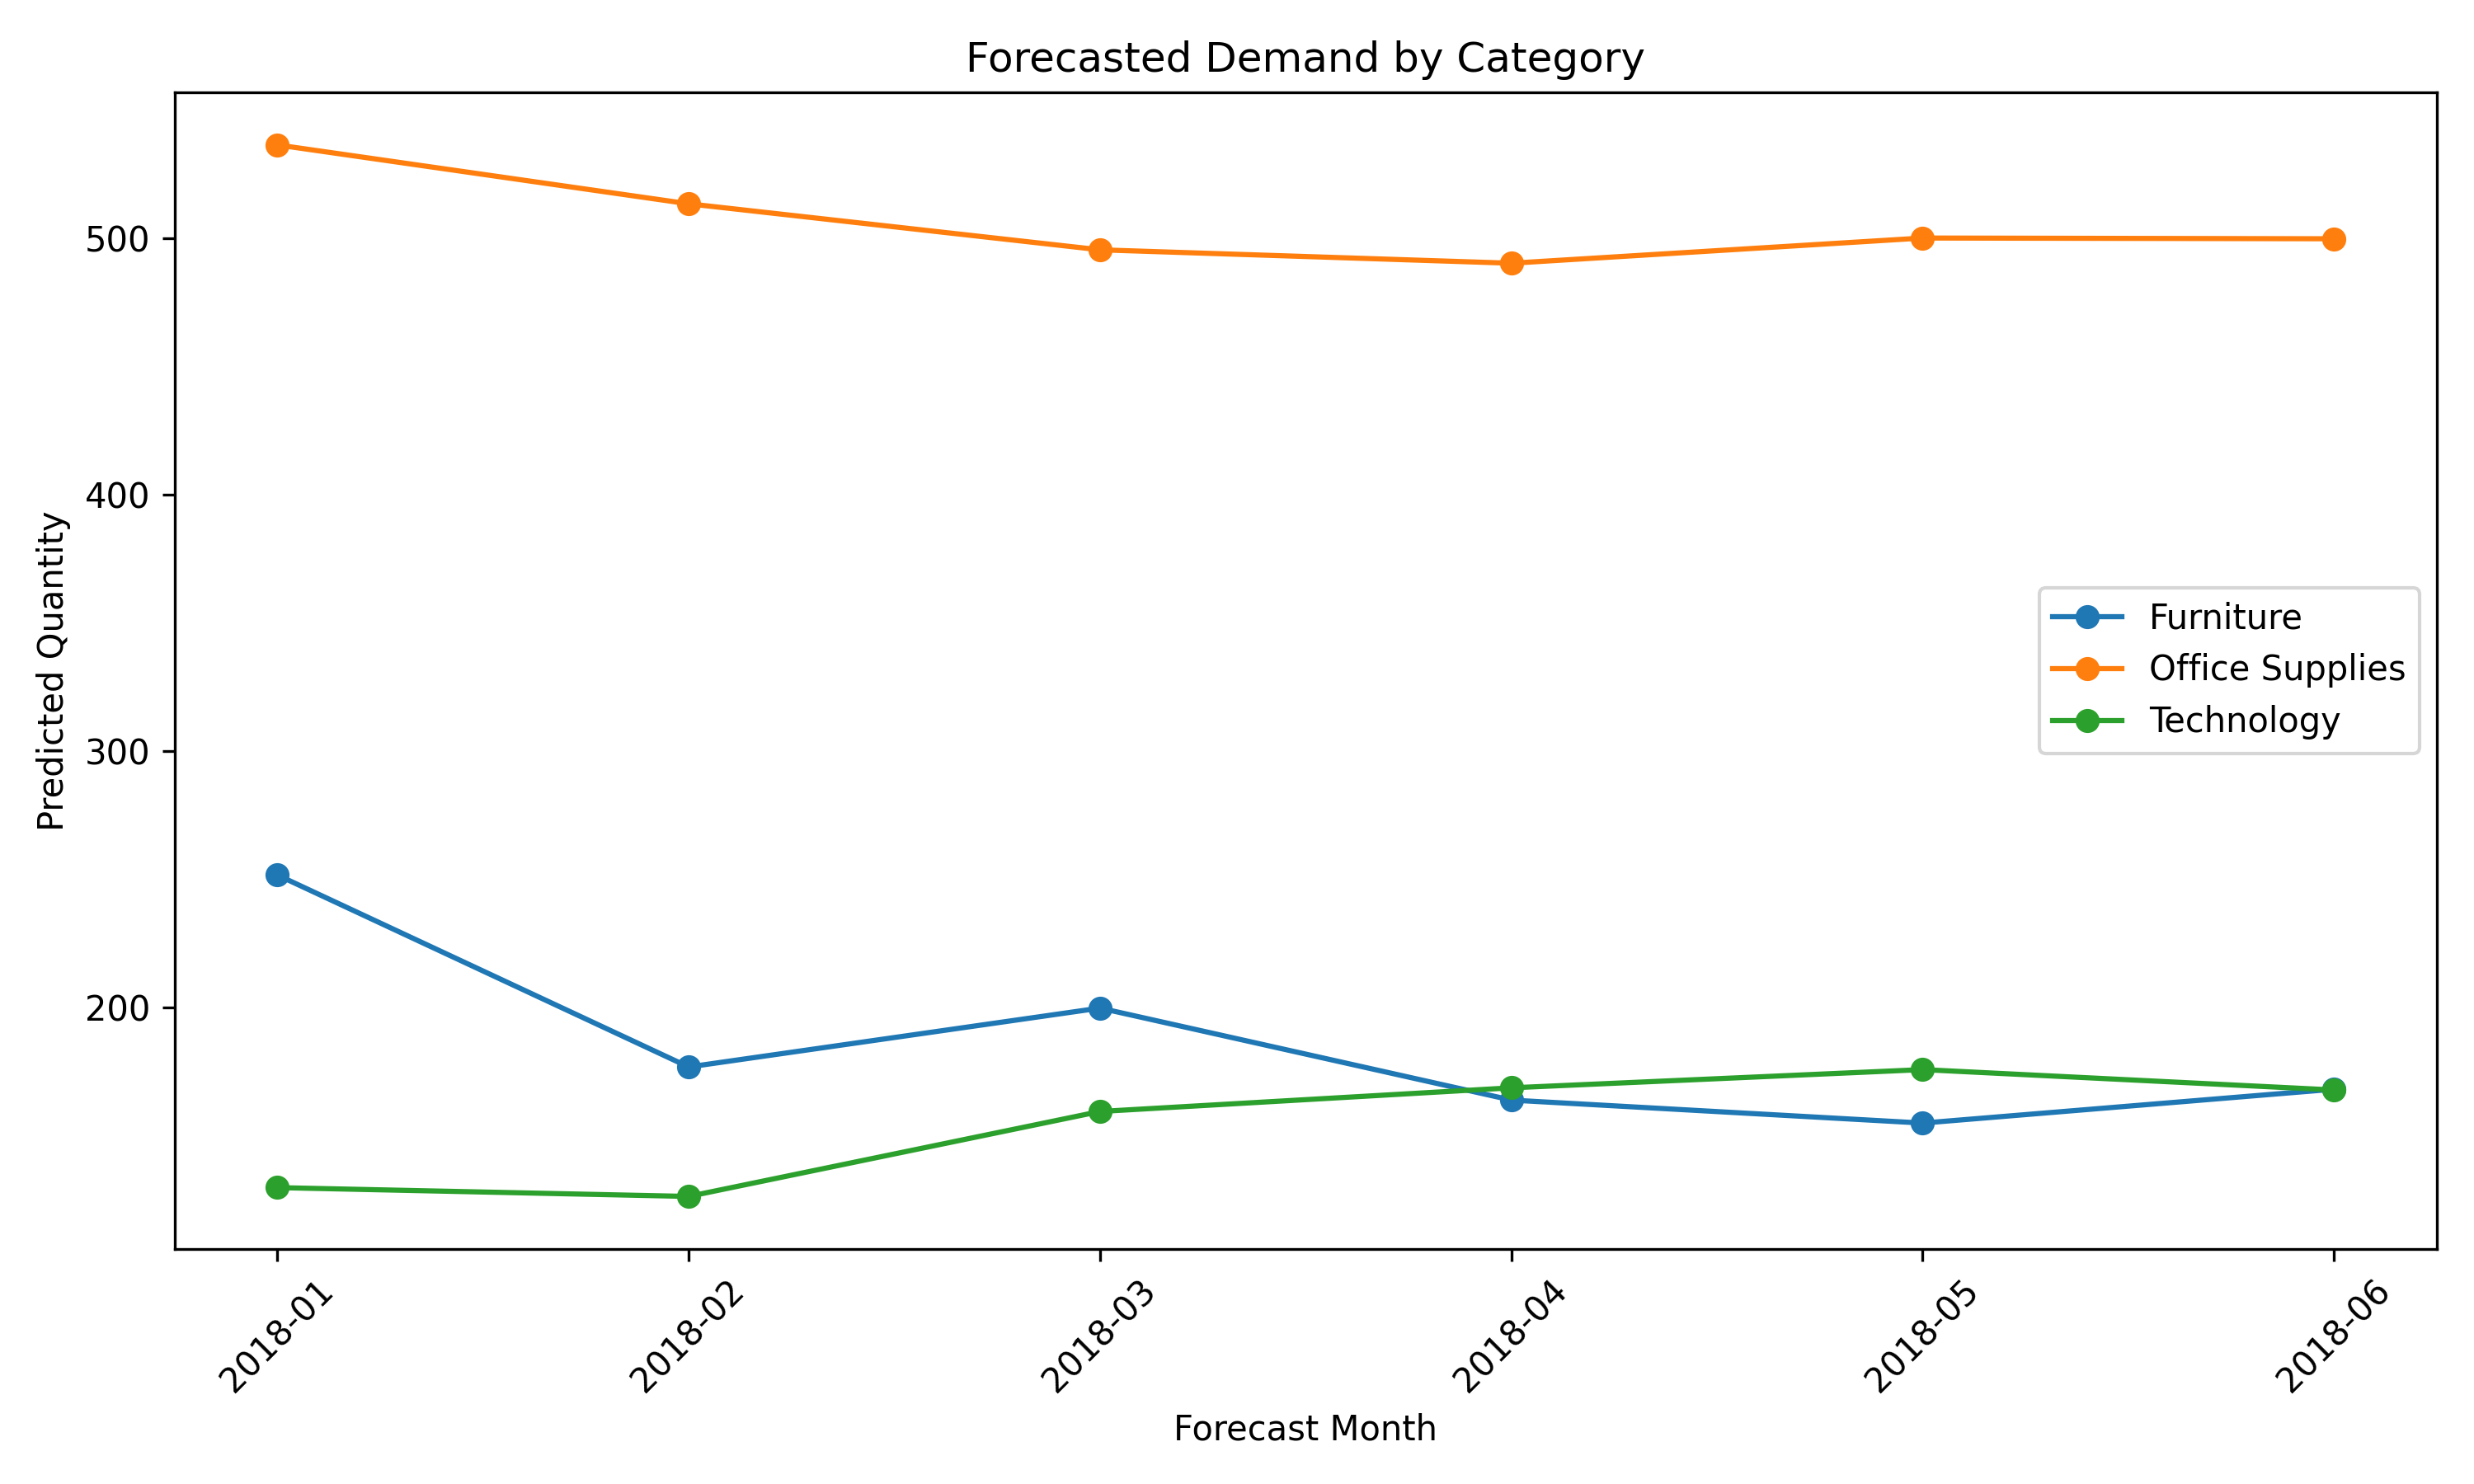 Forecasted Demand by Category
Predicted Quantity
500
400
300
200
Furniture
Office Supplies
Technology
2018-01
2018-02
2018-03
2018-04
2018-05
2018-06
Forecast Month